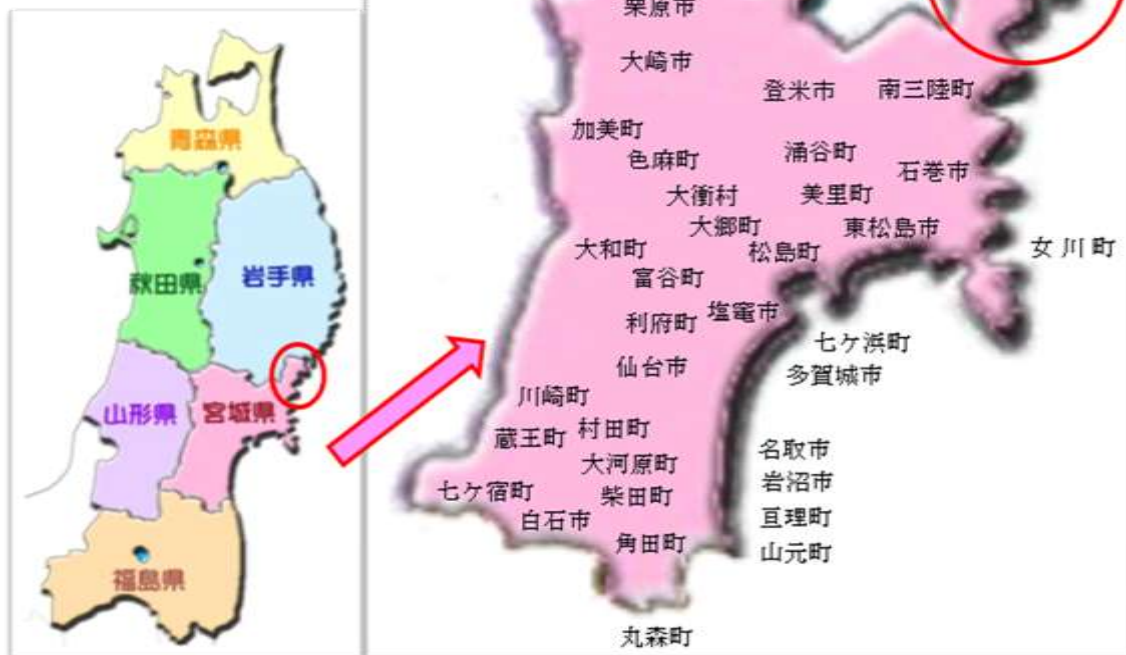 青森県
秋田県
岩手県
山形県
宮城県
福島県
栗原市
大崎市
登米市
南三陸町
加美町
色麻町
涌谷町
石巻市
大衝村
美里町
大郷町
東松島市
大和町
松島町
女川町
富谷町
塩竈市
利府町
七ケ浜町
仙台市
多賀城市
川崎町
村田町
蔵王町
名取市
大河原町
岩沼市
七ケ宿町
柴田町
白石市
亘理町
角田町
山元町
丸森町